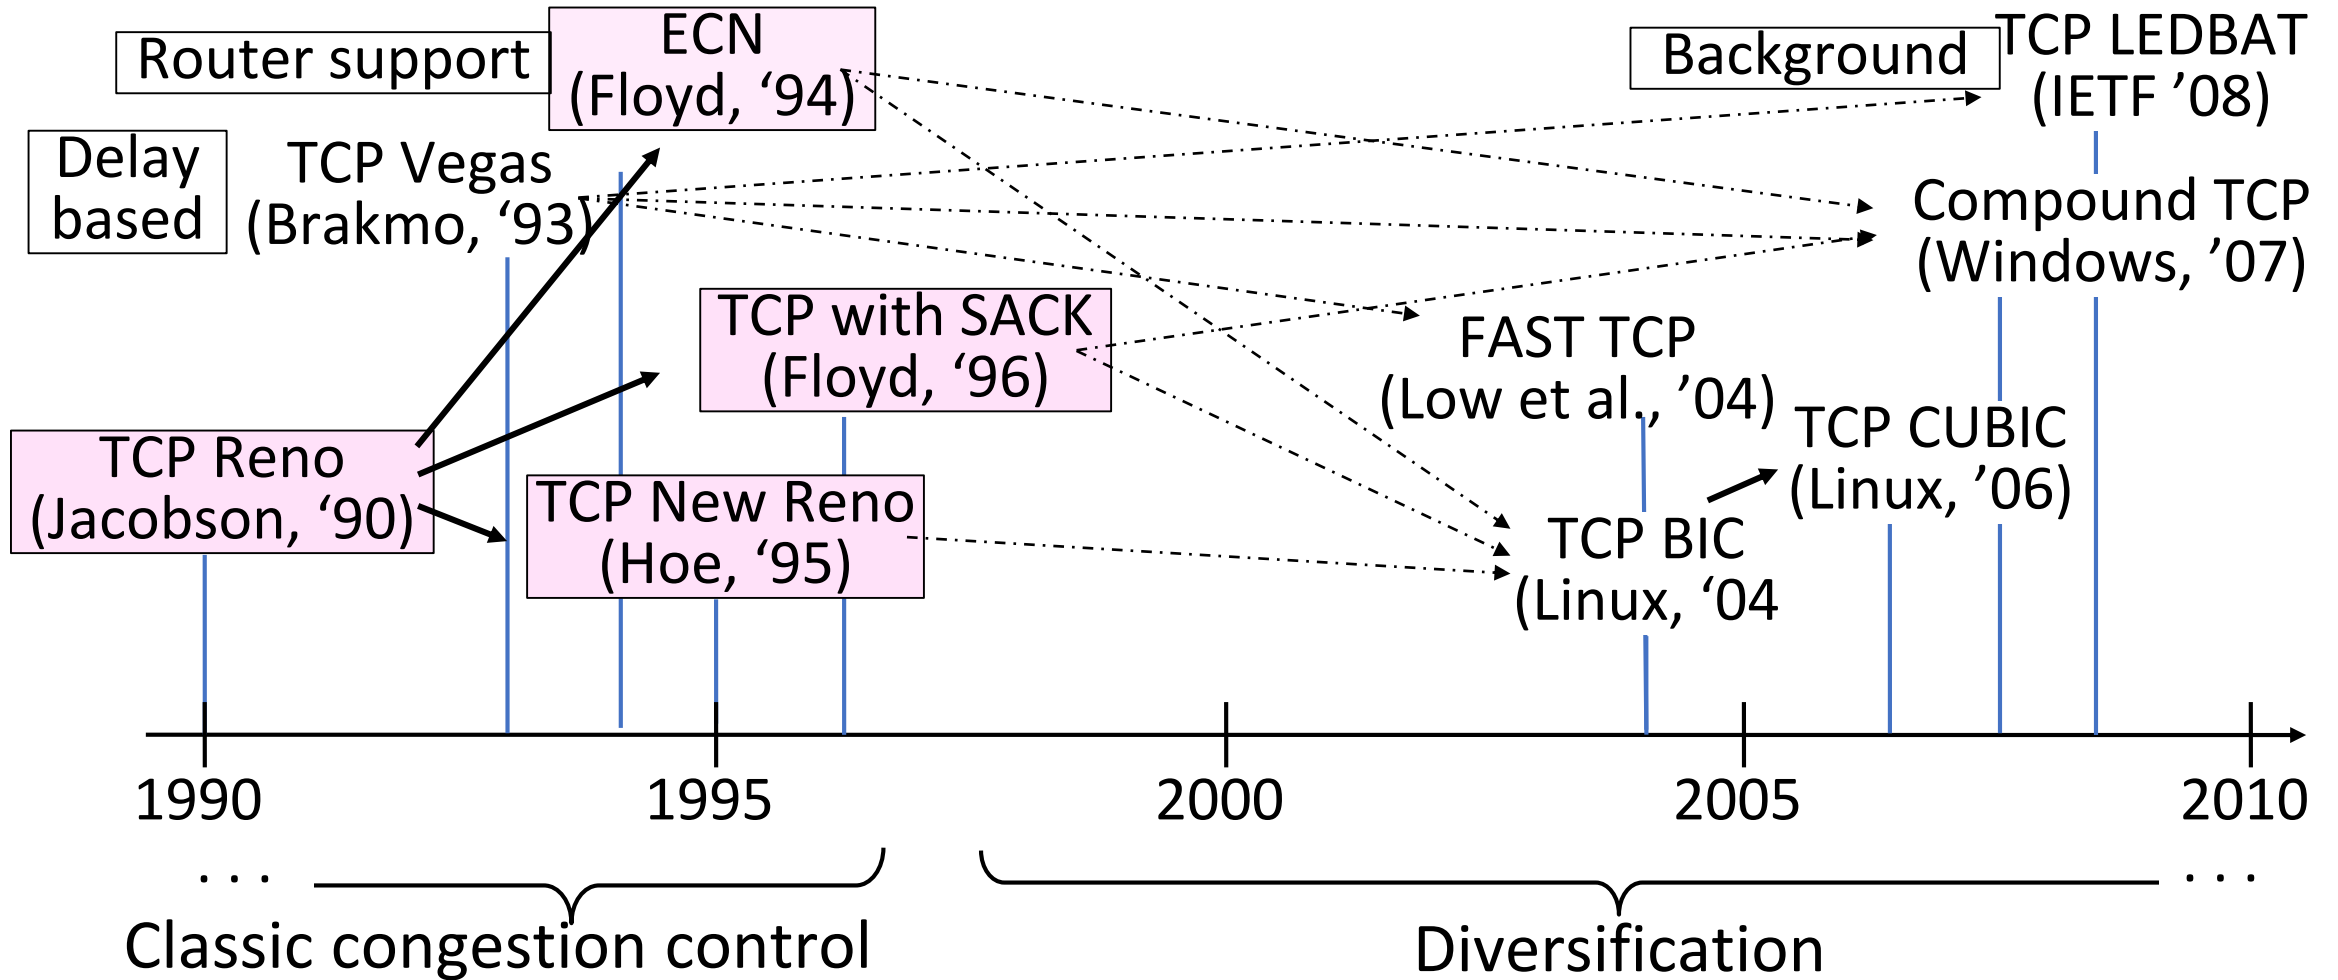 Router support
ECN
(Floyd, ‘94)
Background
TCP LEDBAT
(IETF ’08)
Delay
based
TCP Vegas
(Brakmo, ‘93)
Compound TCP
(Windows, ’07)
TCP with SACK
(Floyd, ‘96)
FAST TCP
(Low et al., ’04)
TCP Reno
(Jacobson, ‘90)
TCP New Reno
(Hoe, ‘95)
TCP CUBIC
(Linux, ’06)
TCP BIC
(Linux, ‘04
1990
1995
2000
2005
2010
. . .
. . .
Classic congestion control
Diversification